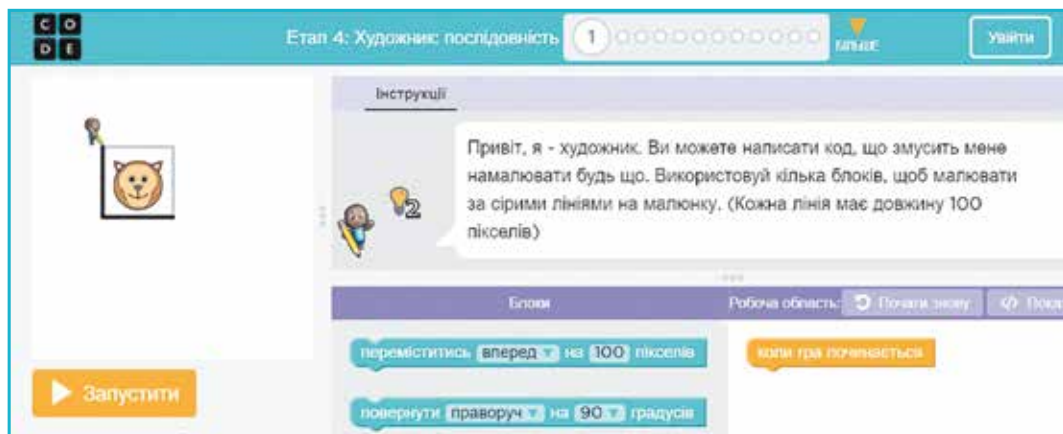 C O
D E
Етап 4: Художник: послідовність
1
БІЛЬШЕ
Увійти
Інструкції
Привіт, я - художник. Ви можете написати код, що змусить мене
намалювати будь що. Використовуй кілька блоків, щоб малювати
за сірими лініями на малюнку. (Кожна лінія має довжину 100
пікселів)
2
Блоки
Робоча область:
Почати знову
переміститись вперед на 100 пікселів
коли гра починається
Запустити
повернути праворуч на 90 градусів